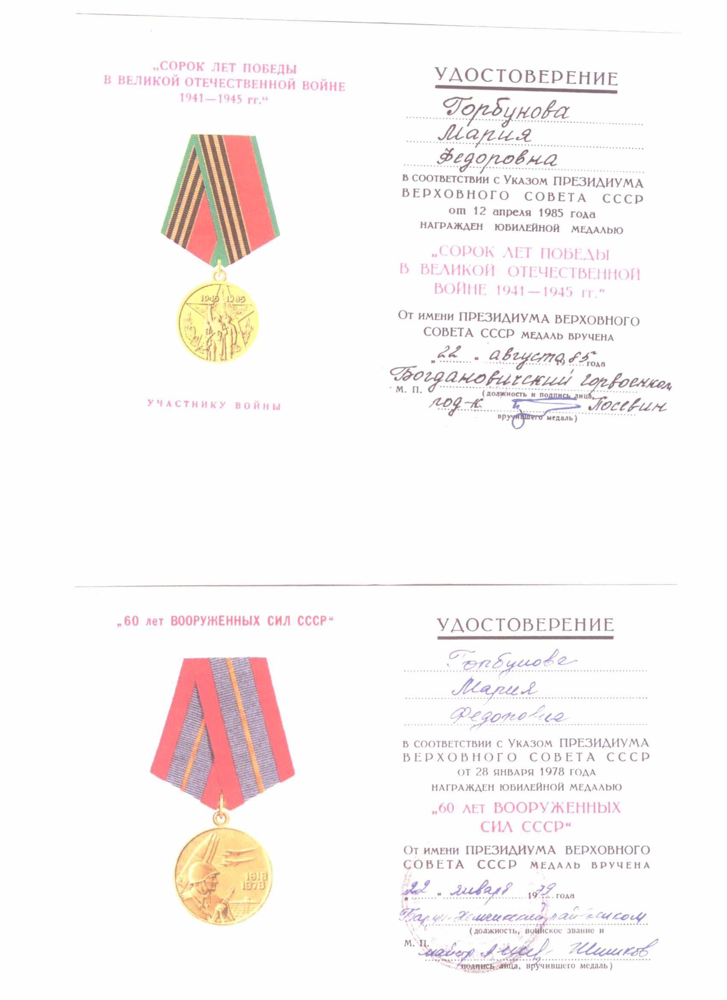 „СОРОК ЛЕТ ПОБЕДЫ
В ВЕЛИКОЙ ОТЕЧЕСТВЕННОЙ ВОЙНЕ
1941—1945 гг.“
1945 1985
УЧАСТНИКУ ВОЙНЫ
УДОСТОВЕРЕНИЕ
Горбунова
Мария
Федоровна
В СООТВЕТСТВИИ С УКАЗОМ ПРЕЗИДИУМА
ВЕРХОВНОГО СОВЕТА СССР
от 12 апреля 1985 года
НАГРАЖДЕН ЮБИЛЕЙНОЙ МЕДАЛЬЮ
„СОРОК ЛЕТ ПОБЕДЫ
В ВЕЛИКОЙ ОТЕЧЕСТВЕННОЙ
ВОЙНЕ 1941—1945 гг.“
ОТ ИМЕНИ ПРЕЗИДИУМА ВЕРХОВНОГО
СОВЕТА СССР МЕДАЛЬ ВРУЧЕНА
„22“ августа 1985 года
Богдановичский горвоенком
М. П. (должность и подпись лица,
под-к Посевин
вручившего медаль)
„60 лет ВООРУЖЕННЫХ СИЛ СССР“
1918
1978
УДОСТОВЕРЕНИЕ
Горбунова
Мария
Федоровна
В СООТВЕТСТВИИ С УКАЗОМ ПРЕЗИДИУМА
ВЕРХОВНОГО СОВЕТА СССР
ОТ 28 ЯНВАРЯ 1978 ГОДА
НАГРАЖДЕН ЮБИЛЕЙНОЙ МЕДАЛЬЮ
„60 ЛЕТ ВООРУЖЕННЫХ
СИЛ СССР“
ОТ ИМЕНИ ПРЕЗИДИУМА ВЕРХОВНОГО
СОВЕТА СССР МЕДАЛЬ ВРУЧЕНА
„22“ января 1979 года
райвоенком
(должность, воинское звание и
М. П.
майор Шишков
подпись лица, вручившего медаль)